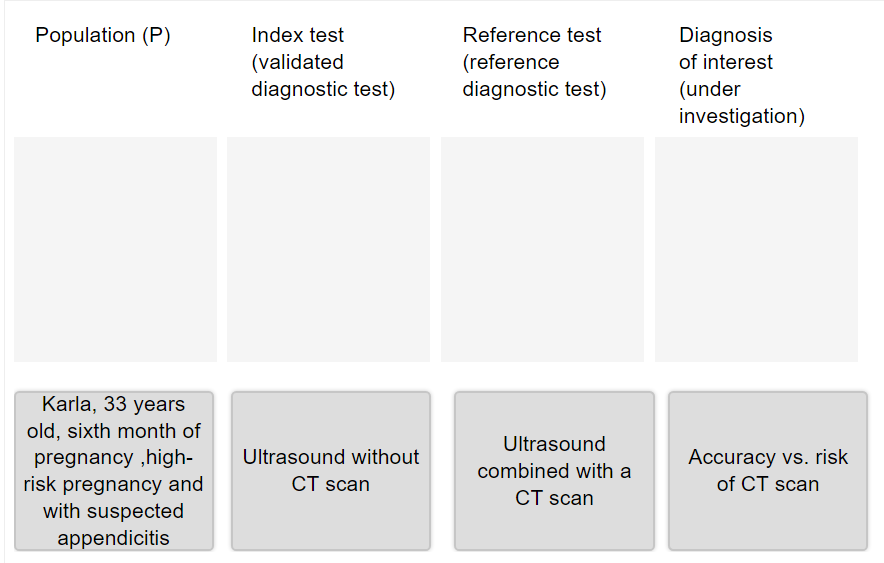 Population (P)
Index test
(validated
diagnostic test)
Reference test
(reference
diagnostic test)
Diagnosis
of interest
(under
investigation)
Karla, 33 years
old, sixth month of
pregnancy ,high-
risk pregnancy and
with suspected
appendicitis
Ultrasound without
CT scan
Ultrasound
combined with a
CT scan
Accuracy vs. risk
of CT scan